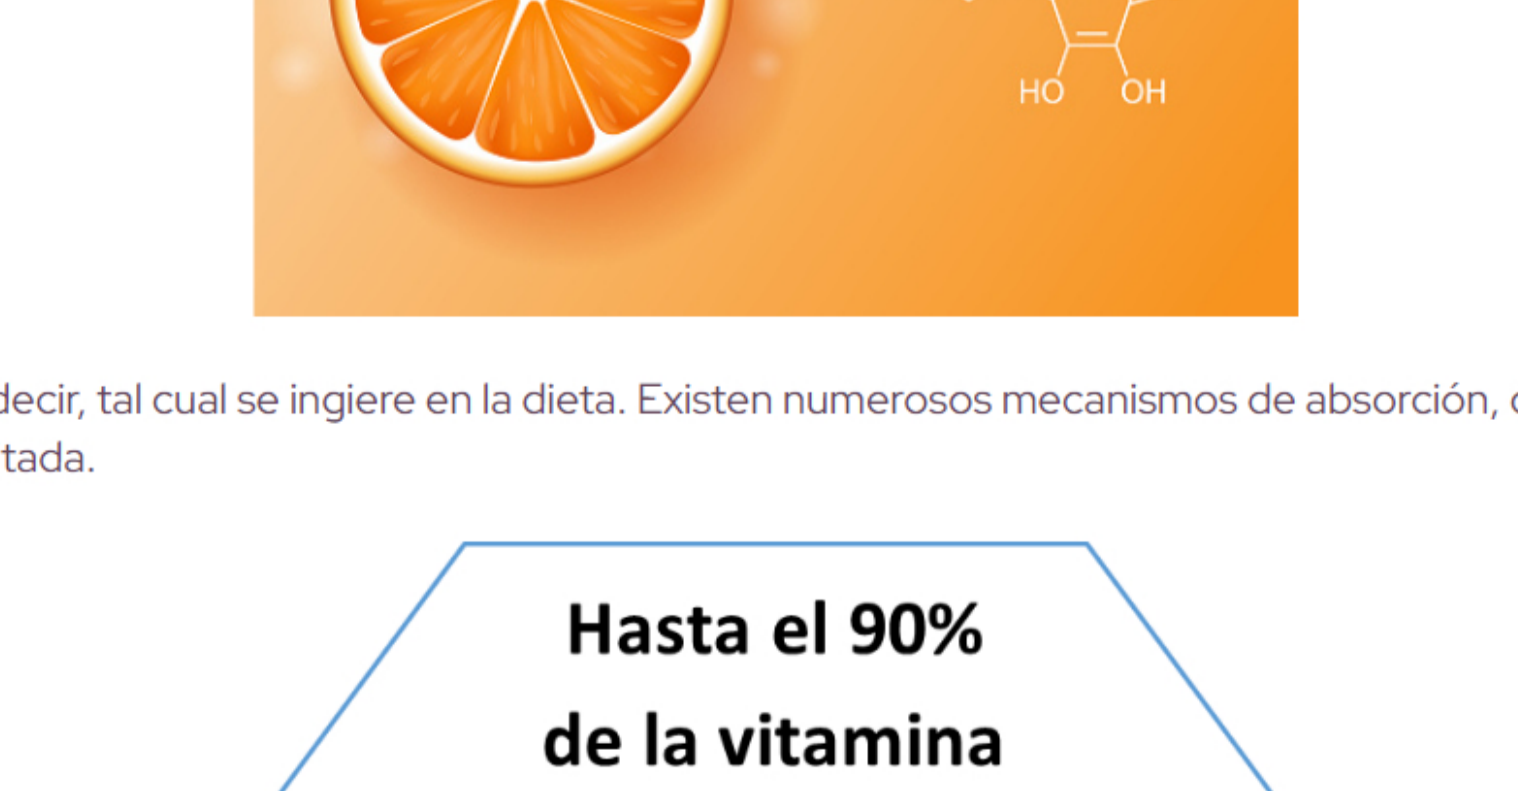 HO OH
decir, tal cual se ingiere en la dieta. Existen numerosos mecanismos de absorción,
tada.
Hasta el 90%
de la vitamina